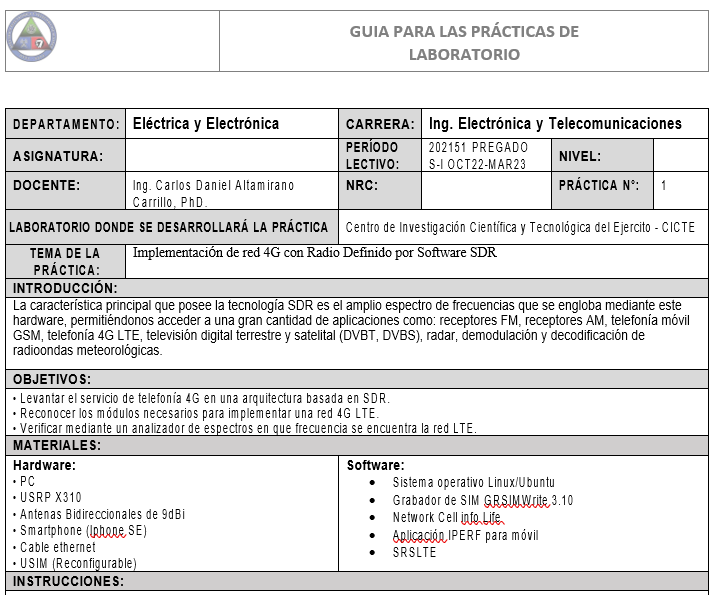 GUIA PARA LAS PRÁCTICAS DE
LABORATORIO
DEPARTAMENTO: Eléctrica y Electrónica CARRERA: Ing. Electrónica y Telecomunicaciones
ASIGNATURA: PERÍODO LECTIVO: 202151 PREGADO S-I OCT22-MAR23 NIVEL:
DOCENTE: Ing. Carlos Daniel Altamirano Carrillo, PhD. NRC: PRÁCTICA N°: 1
LABORATORIO DONDE SE DESARROLLARÁ LA PRÁCTICA Centro de Investigación Científica y Tecnológica del Ejercito - CICTE
TEMA DE LA PRÁCTICA: Implementación de red 4G con Radio Definido por Software SDR
INTRODUCCIÓN:
La característica principal que posee la tecnología SDR es el amplio espectro de frecuencias que se engloba mediante este
hardware, permitiéndonos acceder a una gran cantidad de aplicaciones como: receptores FM, receptores AM, telefonía móvil
GSM, telefonía 4G LTE, televisión digital terrestre y satelital (DVBT, DVBS), radar, demodulación y decodificación de
radioondas meteorológicas.
OBJETIVOS:
• Levantar el servicio de telefonía 4G en una arquitectura basada en SDR.
• Reconocer los módulos necesarios para implementar una red 4G LTE.
• Verificar mediante un analizador de espectros en que frecuencia se encuentra la red LTE.
MATERIALES:
Hardware:
• PC
• USRP X310
• Antenas Bidireccionales de 9dBi
• Smartphone (Iphone SE)
• Cable ethernet
• USIM (Reconfigurable)
Software:
• Sistema operativo Linux/Ubuntu
• Grabador de SIM GRSIMWrite 3.10
• Network Cell info Life
• Aplicación IPERF para móvil
• SRSLTE
INSTRUCCIONES: